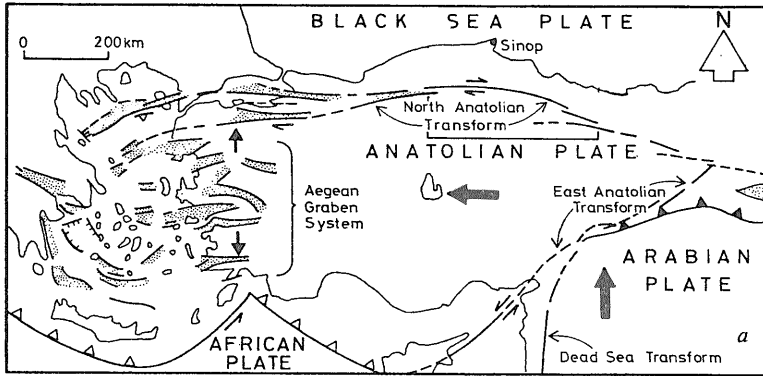 BLACK SEA PLATE
0 200km
Sinop
N
North Anatolian
Transform
ANATOLIAN PLATE
Aegean
Graben
System
East Anatolian
Transform
ARABIAN
PLATE
AFRICAN
PLATE
Dead Sea Transform
a